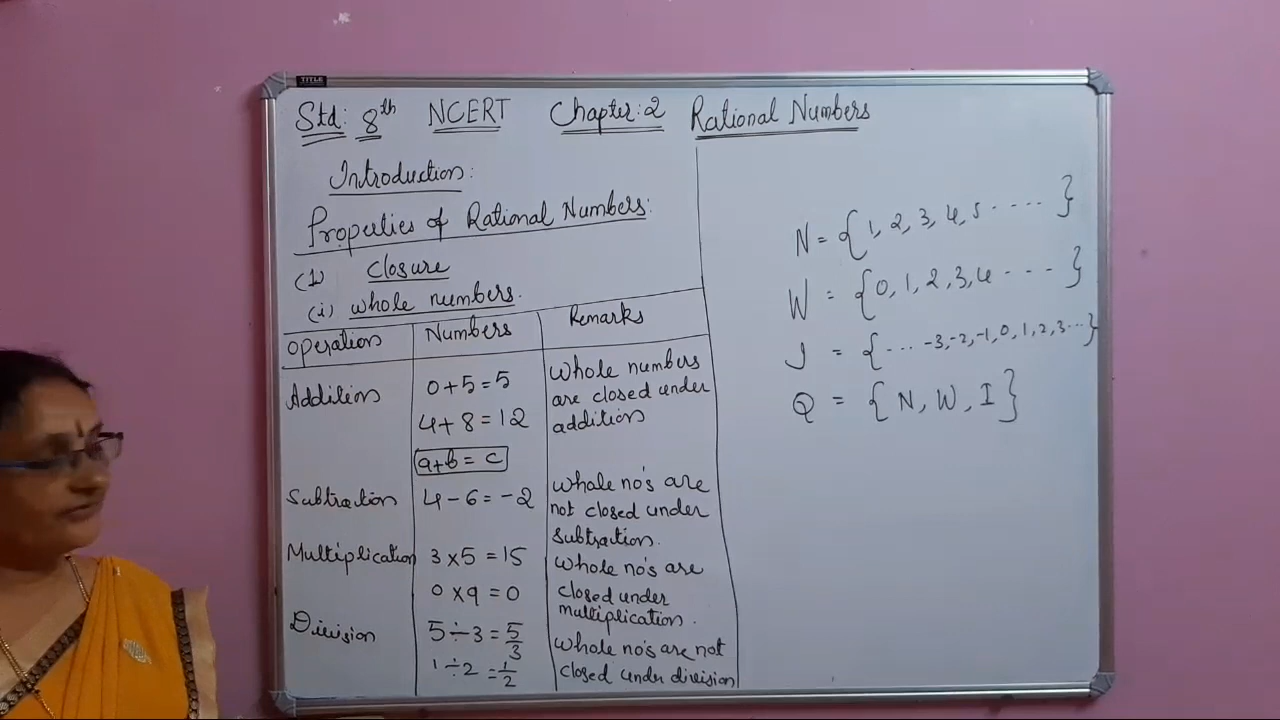 TITLE
Std: 8th NCERT Chapter:2 Rational Numbers
Introduction:
Properties of Rational Numbers:
(1) Closure
(i) whole numbers.
Operation Numbers Remarks
Addition 0+5=5 Whole numbers
are closed under
4+8=12 addition
a+b=c
Subtraction 4-6=-2 Whole no's are
not closed under
subtraction.
Multiplication 3×5=15 Whole no's are
0×9=0 closed under
multiplication.
Division 5÷3=5/3 Whole no's are not
1÷2=1/2 closed under division
N={1,2,3,4,5.....}
W={0,1,2,3,4....}
I={...-3,-2,-1,0,1,2,3...}
Q={N,W,I}